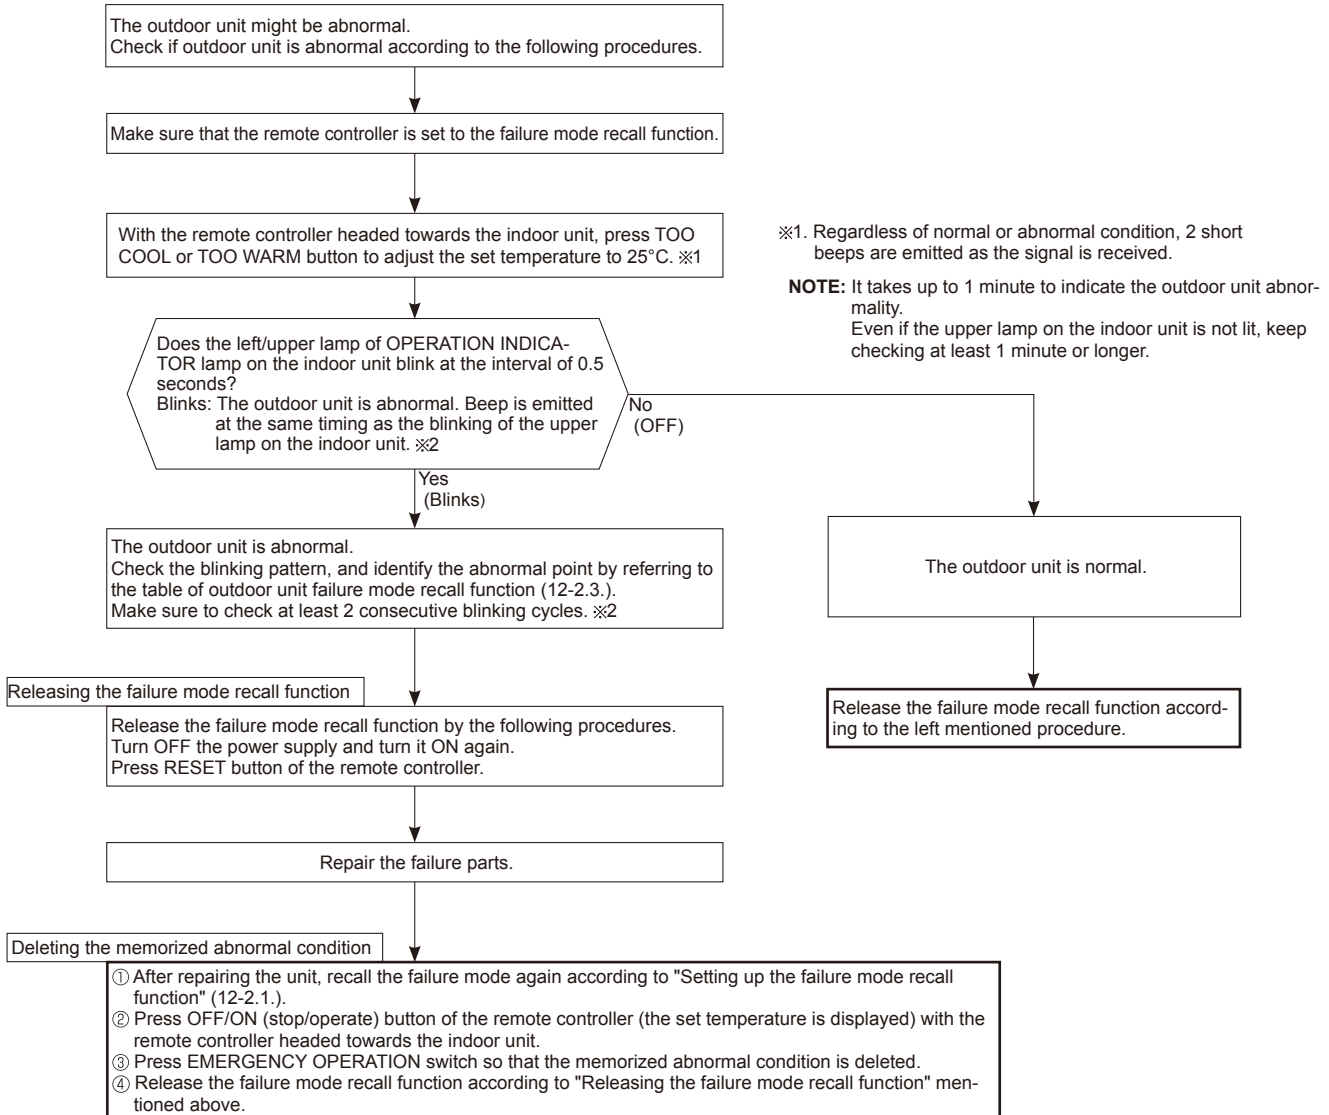 The outdoor unit might be abnormal.
Check if outdoor unit is abnormal according to the following procedures.
Make sure that the remote controller is set to the failure mode recall function.
With the remote controller headed towards the indoor unit, press TOO
COOL or TOO WARM button to adjust the set temperature to 25°C. ※1
※1. Regardless of normal or abnormal condition, 2 short
beeps are emitted as the signal is received.
NOTE: It takes up to 1 minute to indicate the outdoor unit abnor-
mality.
Even if the upper lamp on the indoor unit is not lit, keep
checking at least 1 minute or longer.
Does the left/upper lamp of OPERATION INDICA-
TOR lamp on the indoor unit blink at the interval of 0.5
seconds?
Blinks: The outdoor unit is abnormal. Beep is emitted
at the same timing as the blinking of the upper
lamp on the indoor unit. ※2
No
(OFF)
Yes
(Blinks)
The outdoor unit is abnormal.
Check the blinking pattern, and identify the abnormal point by referring to
the table of outdoor unit failure mode recall function (12-2.3.).
Make sure to check at least 2 consecutive blinking cycles. ※2
The outdoor unit is normal.
Releasing the failure mode recall function
Release the failure mode recall function by the following procedures.
Turn OFF the power supply and turn it ON again.
Press RESET button of the remote controller.
Release the failure mode recall function accord-
ing to the left mentioned procedure.
Repair the failure parts.
Deleting the memorized abnormal condition
① After repairing the unit, recall the failure mode again according to "Setting up the failure mode recall
function" (12-2.1.).
② Press OFF/ON (stop/operate) button of the remote controller (the set temperature is displayed) with the
remote controller headed towards the indoor unit.
③ Press EMERGENCY OPERATION switch so that the memorized abnormal condition is deleted.
④ Release the failure mode recall function according to "Releasing the failure mode recall function" men-
tioned above.